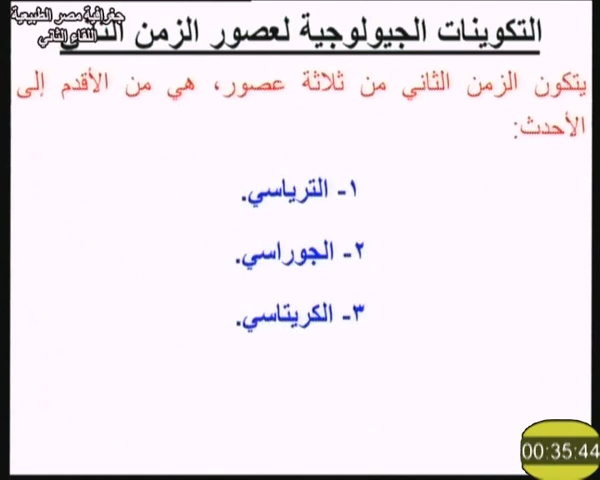 جغرافية مصر الطبيعية
اللقاء الثاني
التكوينات الجيولوجية لعصور الزمن الثاني
يتكون الزمن الثاني من ثلاثة عصور، هي من الأقدم إلى
الأحدث:
١- الترياسي.
٢- الجوراسي.
٣- الكريتاسي.
00:35:44